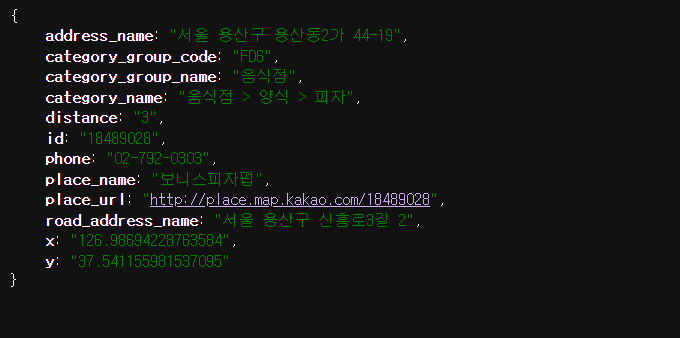 {
address_name: "서울 용산구 용산동2가 44-19",
category_group_code: "FD6",
category_group_name: "음식점",
category_name: "음식점 > 양식 > 피자",
distance: "3",
id: "18489028",
phone: "02-792-0303",
place_name: "보니스피자펍",
place_url: "http://place.map.kakao.com/18489028",
road_address_name: "서울 용산구 신흥로3길 2",
x: "126.98694228763584",
y: "37.541155981537095"
}